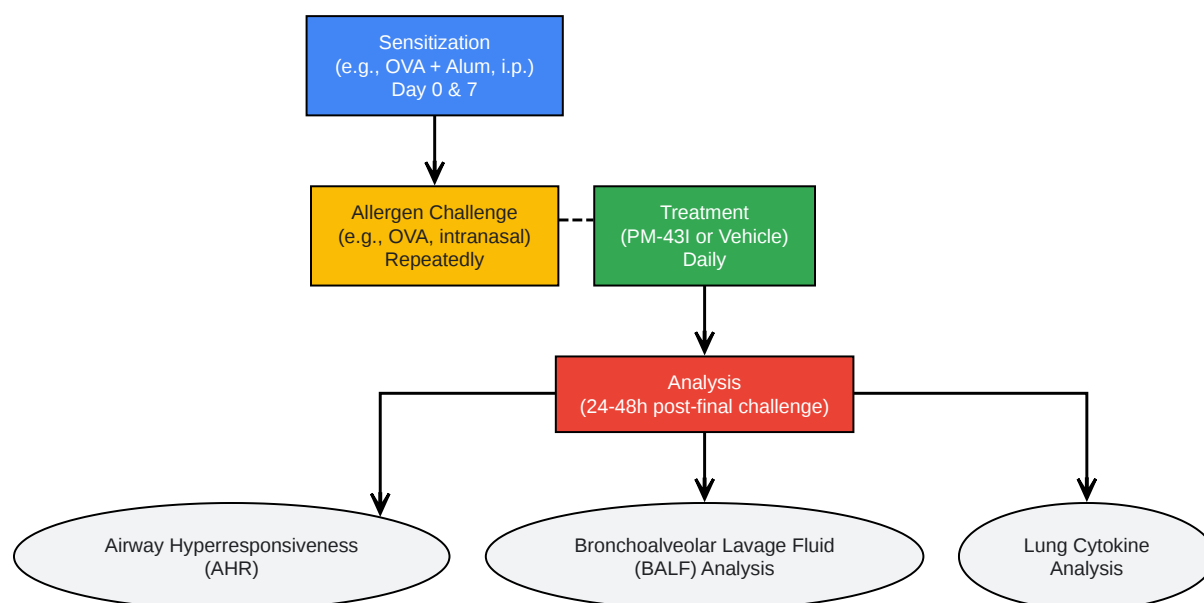 Sensitization
(e.g., OVA + Alum, i.p.)
Day 0 & 7
Allergen Challenge
(e.g., OVA, intranasal)
Repeatedly
Treatment
(PM-43I or Vehicle)
Daily
Analysis
(24-48h post-final challenge)
Airway Hyperresponsiveness
(AHR)
Bronchoalveolar Lavage Fluid
(BALF) Analysis
Lung Cytokine
Analysis